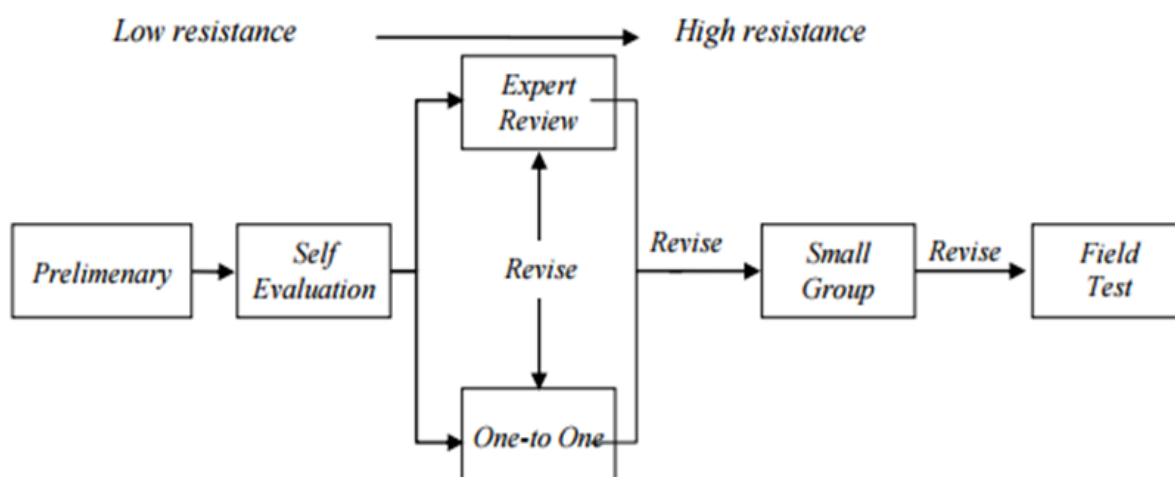 Low resistance
High resistance
Expert
Review
Prelimenary
Self
Evaluation
Revise
Revise
Small
Group
Revise
Field
Test
One-to One